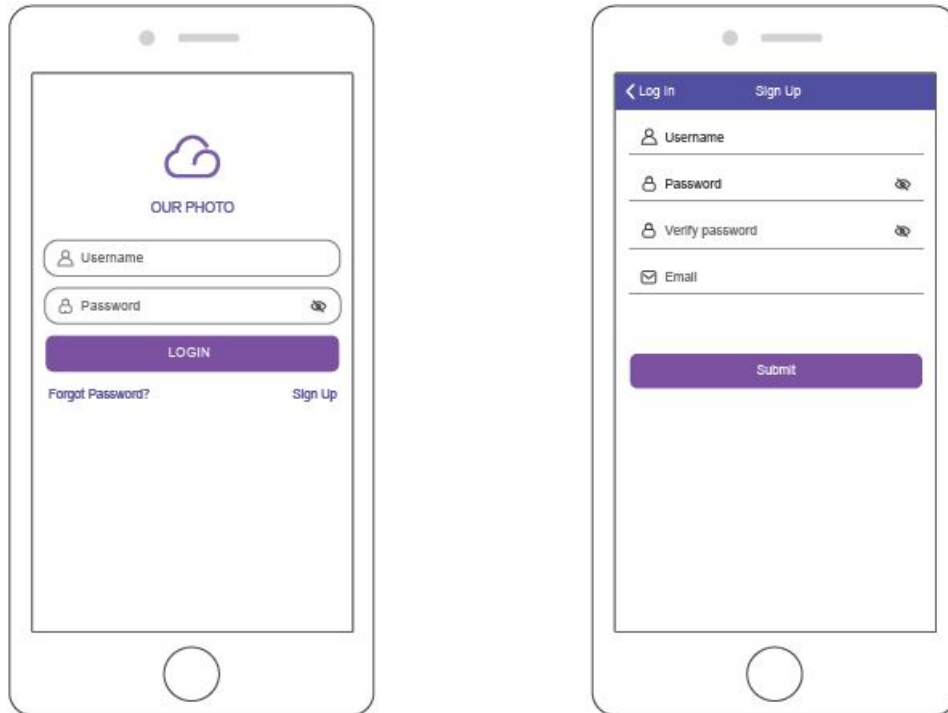 OUR PHOTO
Username
Password
LOGIN
Forgot Password? Sign Up
Log In Sign Up
Username
Password
Verify password
Email
Submit